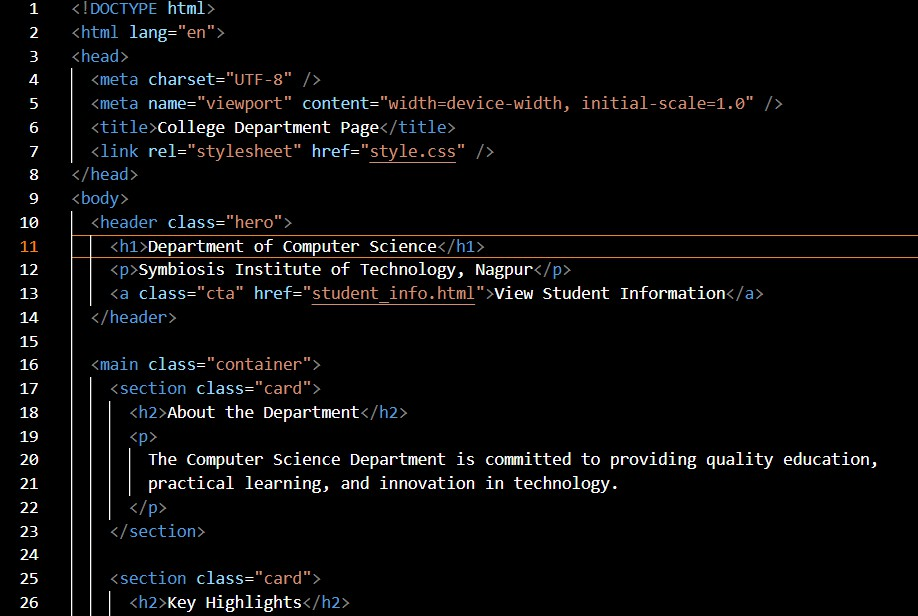 1 <!DOCTYPE html>
2 <html lang="en">
3 <head>
4 <meta charset="UTF-8" />
5 <meta name="viewport" content="width=device-width, initial-scale=1.0" />
6 <title>College Department Page</title>
7 <link rel="stylesheet" href="style.css" />
8 </head>
9 <body>
10 <header class="hero">
11 <h1>Department of Computer Science</h1>
12 <p>Symbiosis Institute of Technology, Nagpur</p>
13 <a class="cta" href="student_info.html">View Student Information</a>
14 </header>
15
16 <main class="container">
17 <section class="card">
18 <h2>About the Department</h2>
19 <p>
20 The Computer Science Department is committed to providing quality education,
21 practical learning, and innovation in technology.
22 </p>
23 </section>
24
25 <section class="card">
26 <h2>Key Highlights</h2>